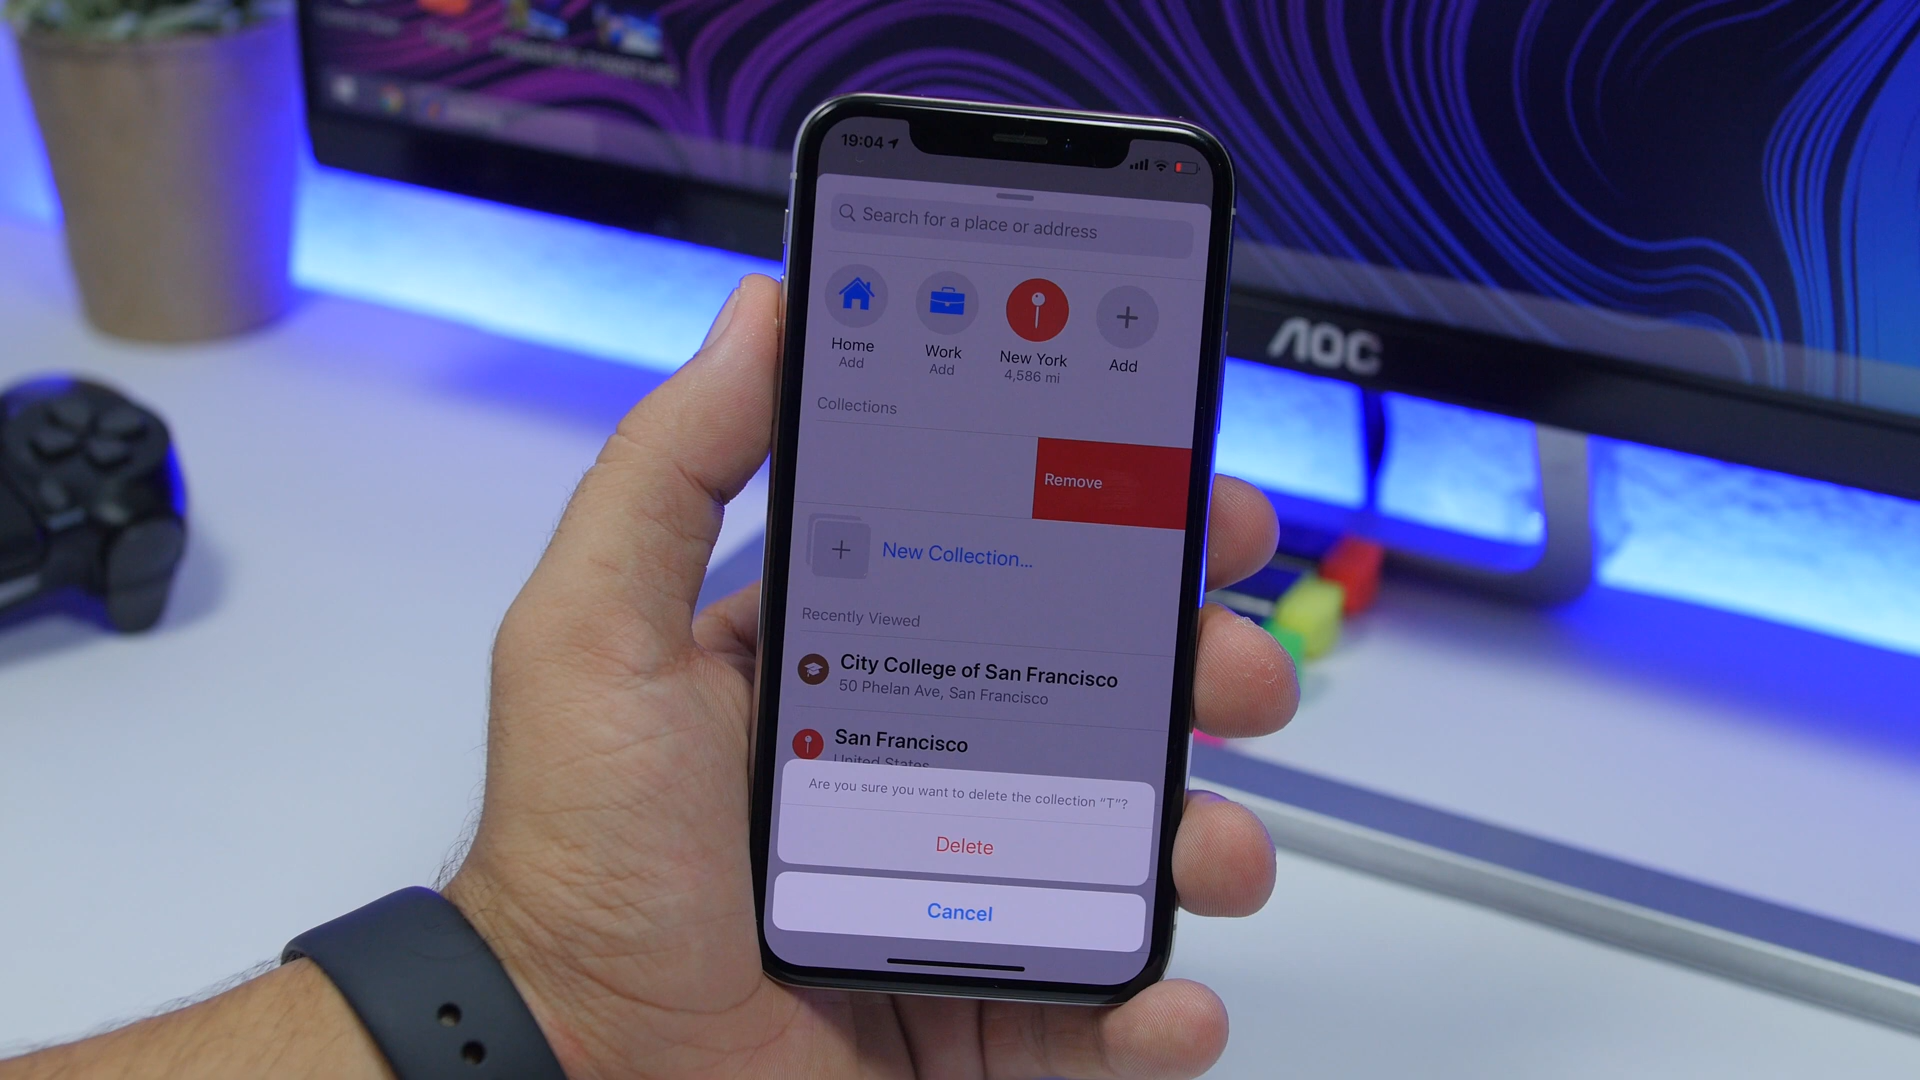 19:04
Search for a place or address
Home
Add
Work
Add
New York
4,586 mi
Add
Collections
Remove
New Collection...
Recently Viewed
City College of San Francisco
50 Phelan Ave, San Francisco
San Francisco
United States
Are you sure you want to delete the collection “T”?
Delete
Cancel
AOC